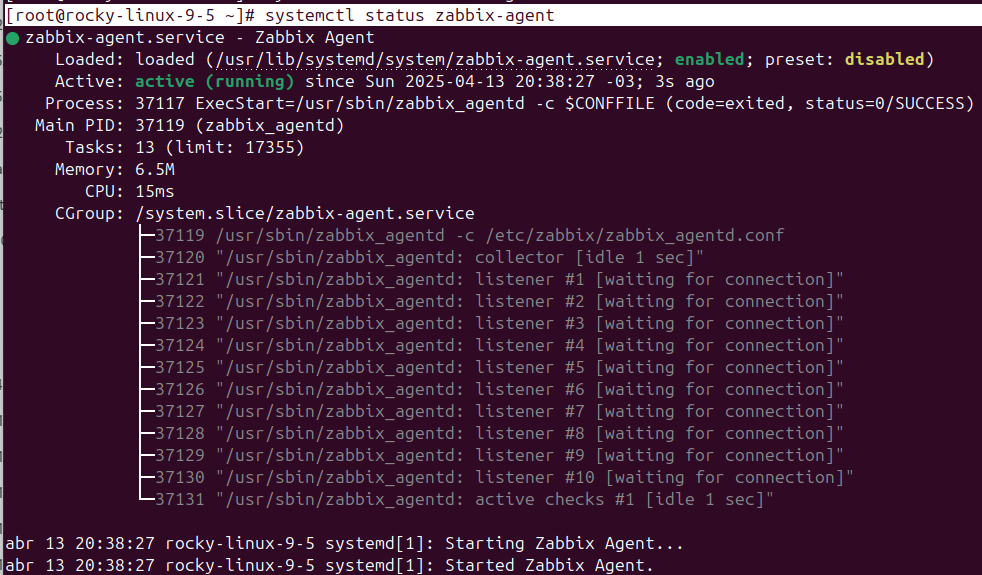 [root@rocky-linux-9-5 ~]# systemctl status zabbix-agent
● zabbix-agent.service - Zabbix Agent
     Loaded: loaded (/usr/lib/systemd/system/zabbix-agent.service; enabled; preset: disabled)
     Active: active (running) since Sun 2025-04-13 20:38:27 -03; 3s ago
    Process: 37117 ExecStart=/usr/sbin/zabbix_agentd -c $CONFFILE (code=exited, status=0/SUCCESS)
   Main PID: 37119 (zabbix_agentd)
      Tasks: 13 (limit: 17355)
     Memory: 6.5M
        CPU: 15ms
     CGroup: /system.slice/zabbix-agent.service
             ├─37119 /usr/sbin/zabbix_agentd -c /etc/zabbix/zabbix_agentd.conf
             ├─37120 "/usr/sbin/zabbix_agentd: collector [idle 1 sec]"
             ├─37121 "/usr/sbin/zabbix_agentd: listener #1 [waiting for connection]"
             ├─37122 "/usr/sbin/zabbix_agentd: listener #2 [waiting for connection]"
             ├─37123 "/usr/sbin/zabbix_agentd: listener #3 [waiting for connection]"
             ├─37124 "/usr/sbin/zabbix_agentd: listener #4 [waiting for connection]"
             ├─37125 "/usr/sbin/zabbix_agentd: listener #5 [waiting for connection]"
             ├─37126 "/usr/sbin/zabbix_agentd: listener #6 [waiting for connection]"
             ├─37127 "/usr/sbin/zabbix_agentd: listener #7 [waiting for connection]"
             ├─37128 "/usr/sbin/zabbix_agentd: listener #8 [waiting for connection]"
             ├─37129 "/usr/sbin/zabbix_agentd: listener #9 [waiting for connection]"
             ├─37130 "/usr/sbin/zabbix_agentd: listener #10 [waiting for connection]"
             └─37131 "/usr/sbin/zabbix_agentd: active checks #1 [idle 1 sec]"
abr 13 20:38:27 rocky-linux-9-5 systemd[1]: Starting Zabbix Agent...
abr 13 20:38:27 rocky-linux-9-5 systemd[1]: Started Zabbix Agent.